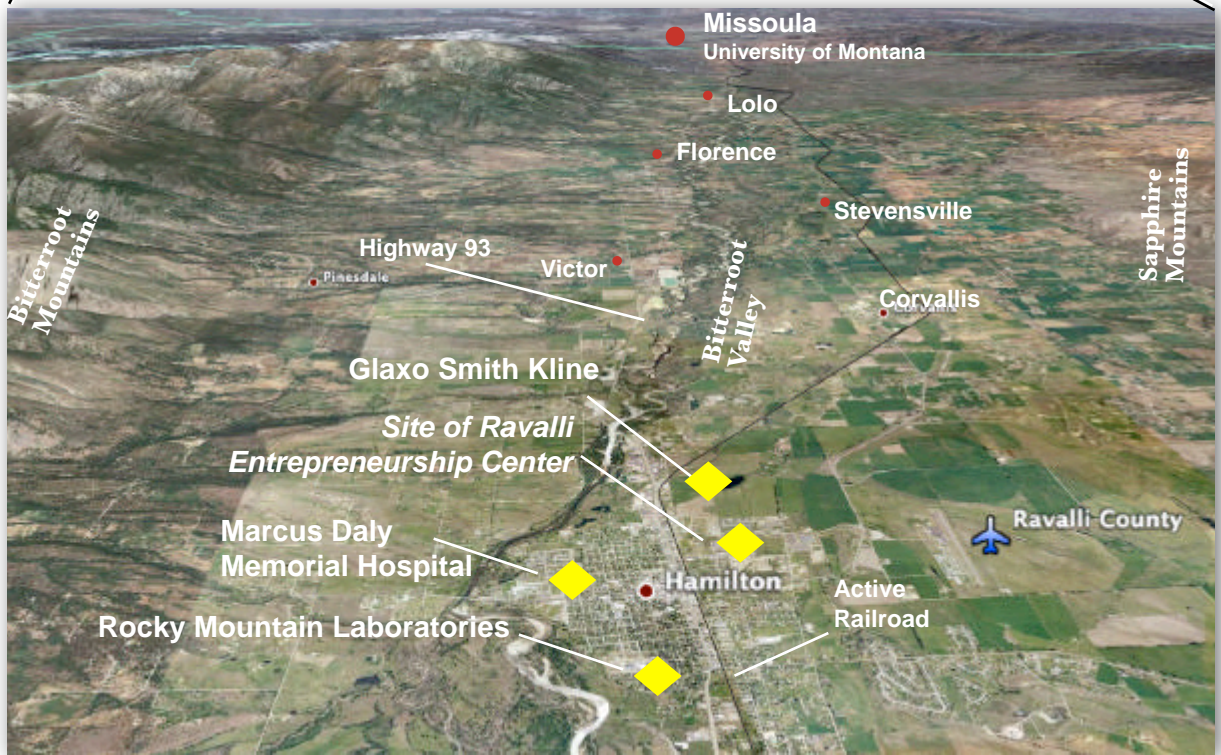 Missoula
University of Montana
Lolo
Florence
Bitterroot
Mountains
Sapphire
Mountains
Stevensville
Highway 93
Victor
Pinesdale
Bitterroot
Valley
Corvallis
Glaxo Smith Kline
Site of Ravalli
Entrepreneurship Center
Marcus Daly
Memorial Hospital
Ravalli County
Hamilton
Active
Railroad
Rocky Mountain Laboratories